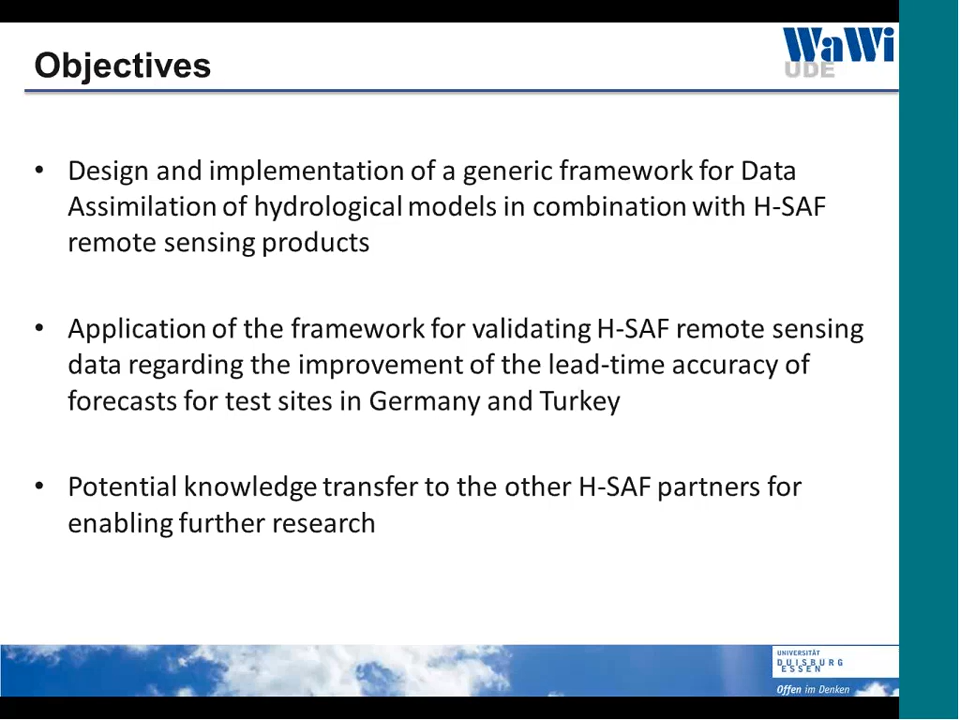 Objectives
WaWi
UDE
• Design and implementation of a generic framework for Data
Assimilation of hydrological models in combination with H-SAF
remote sensing products
• Application of the framework for validating H-SAF remote sensing
data regarding the improvement of the lead-time accuracy of
forecasts for test sites in Germany and Turkey
• Potential knowledge transfer to the other H-SAF partners for
enabling further research
UNIVERSITÄT
DUISBURG
ESSEN
Offen im Denken